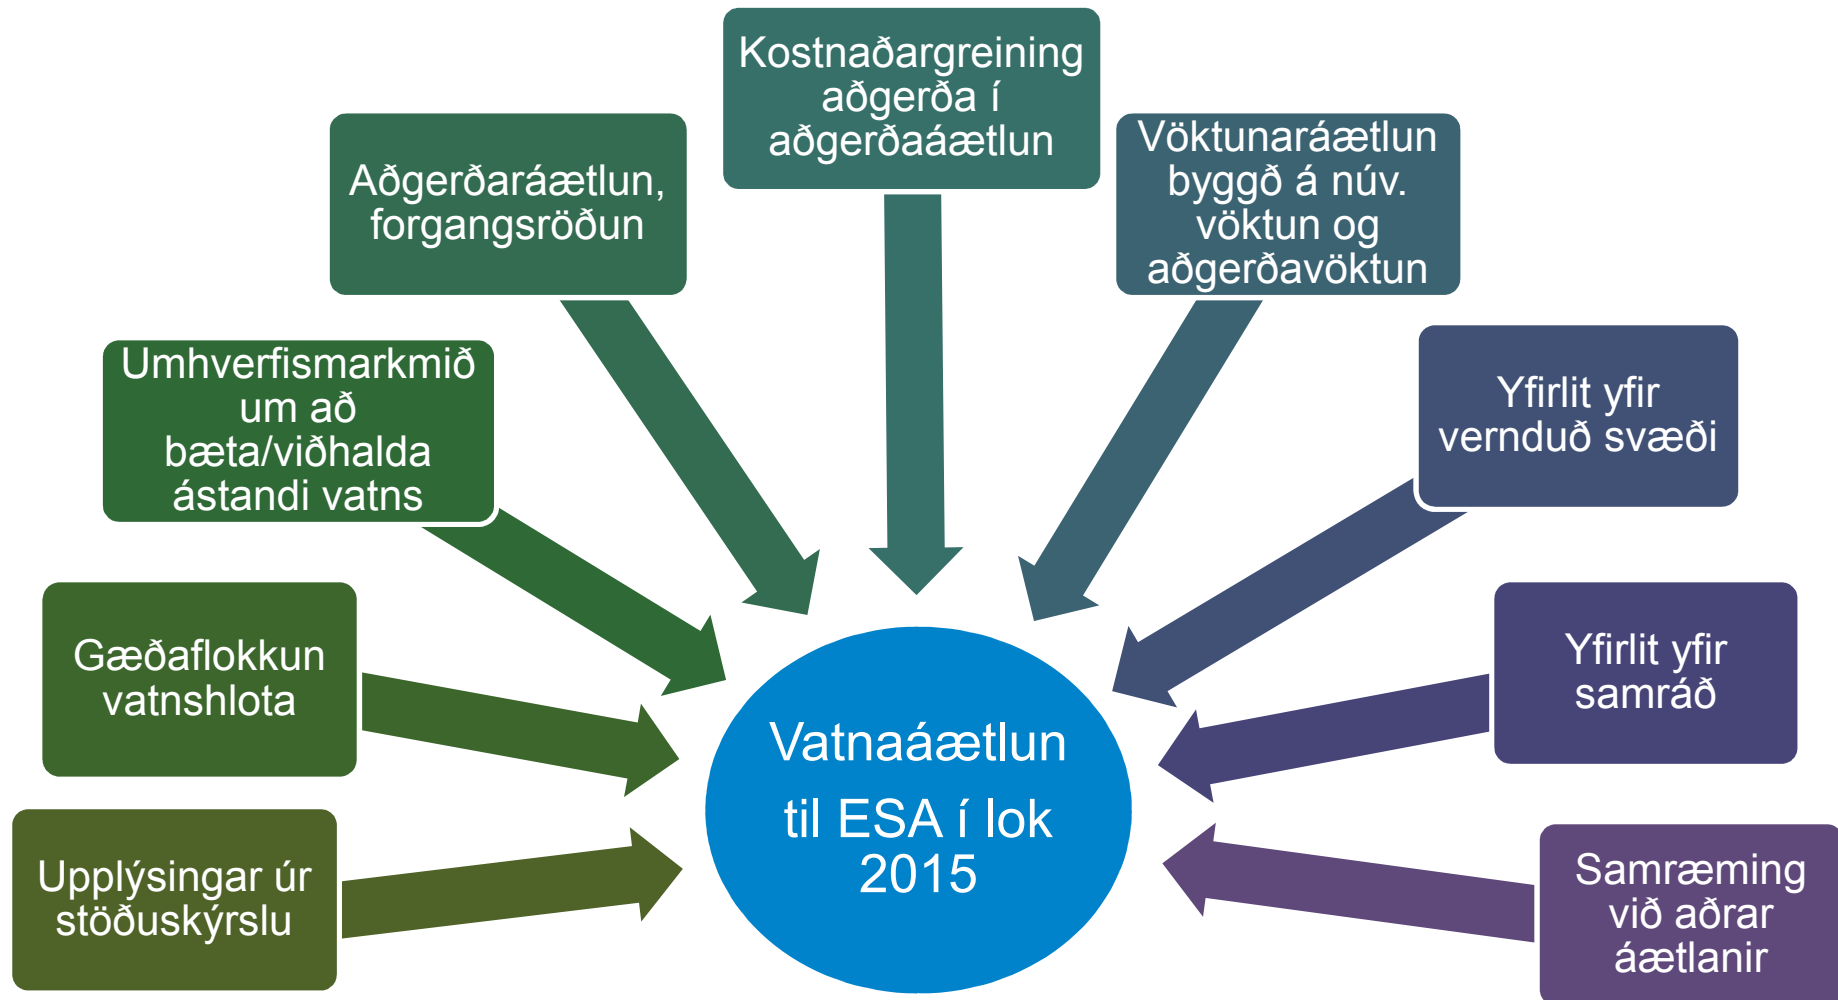 Kostnaðargreining
aðgerða í
aðgerðaáætlun
Aðgerðaráætlun,
forgangsröðun
Vöktunaráætlun
byggð á núv.
vöktun og
aðgerðavöktun
Umhverfismarkmið
um að
bæta/viðhalda
ástandi vatns
Yfirlit yfir
vernduð svæði
Gæðaflokkun
vatnshlota
Yfirlit yfir
samráð
Upplýsingar úr
stöðuskýrslu
Samræming
við aðrar
áætlanir
Vatnaáætlun
til ESA í lok
2015